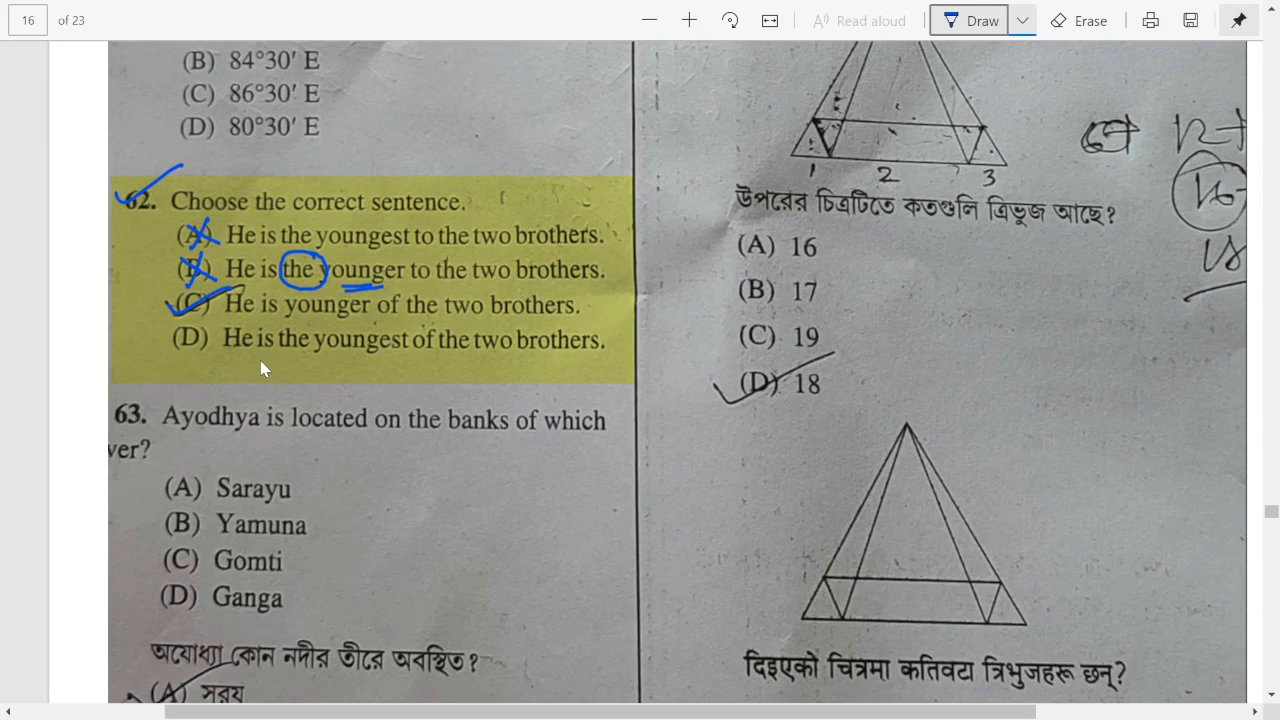 16 of 23
Read aloud
Draw
Erase
(B) 84°30′ E
(C) 86°30′ E
(D) 80°30′ E
62. Choose the correct sentence.
(A) He is the youngest to the two brothers.
(B) He is the younger to the two brothers.
(C) He is younger of the two brothers.
(D) He is the youngest of the two brothers.
63. Ayodhya is located on the banks of which
ver?
(A) Sarayu
(B) Yamuna
(C) Gomti
(D) Ganga
অযোধ্যা কোন নদীর তীরে অবস্থিত?
(A) সরযূ
1 2 3
উপরের চিত্রটিতে কতগুলি ত্রিভুজ আছে?
(A) 16
(B) 17
(C) 19
(D) 18
दिइएको चित्रमा कतिवटा त्रिभुजहरू छन्?